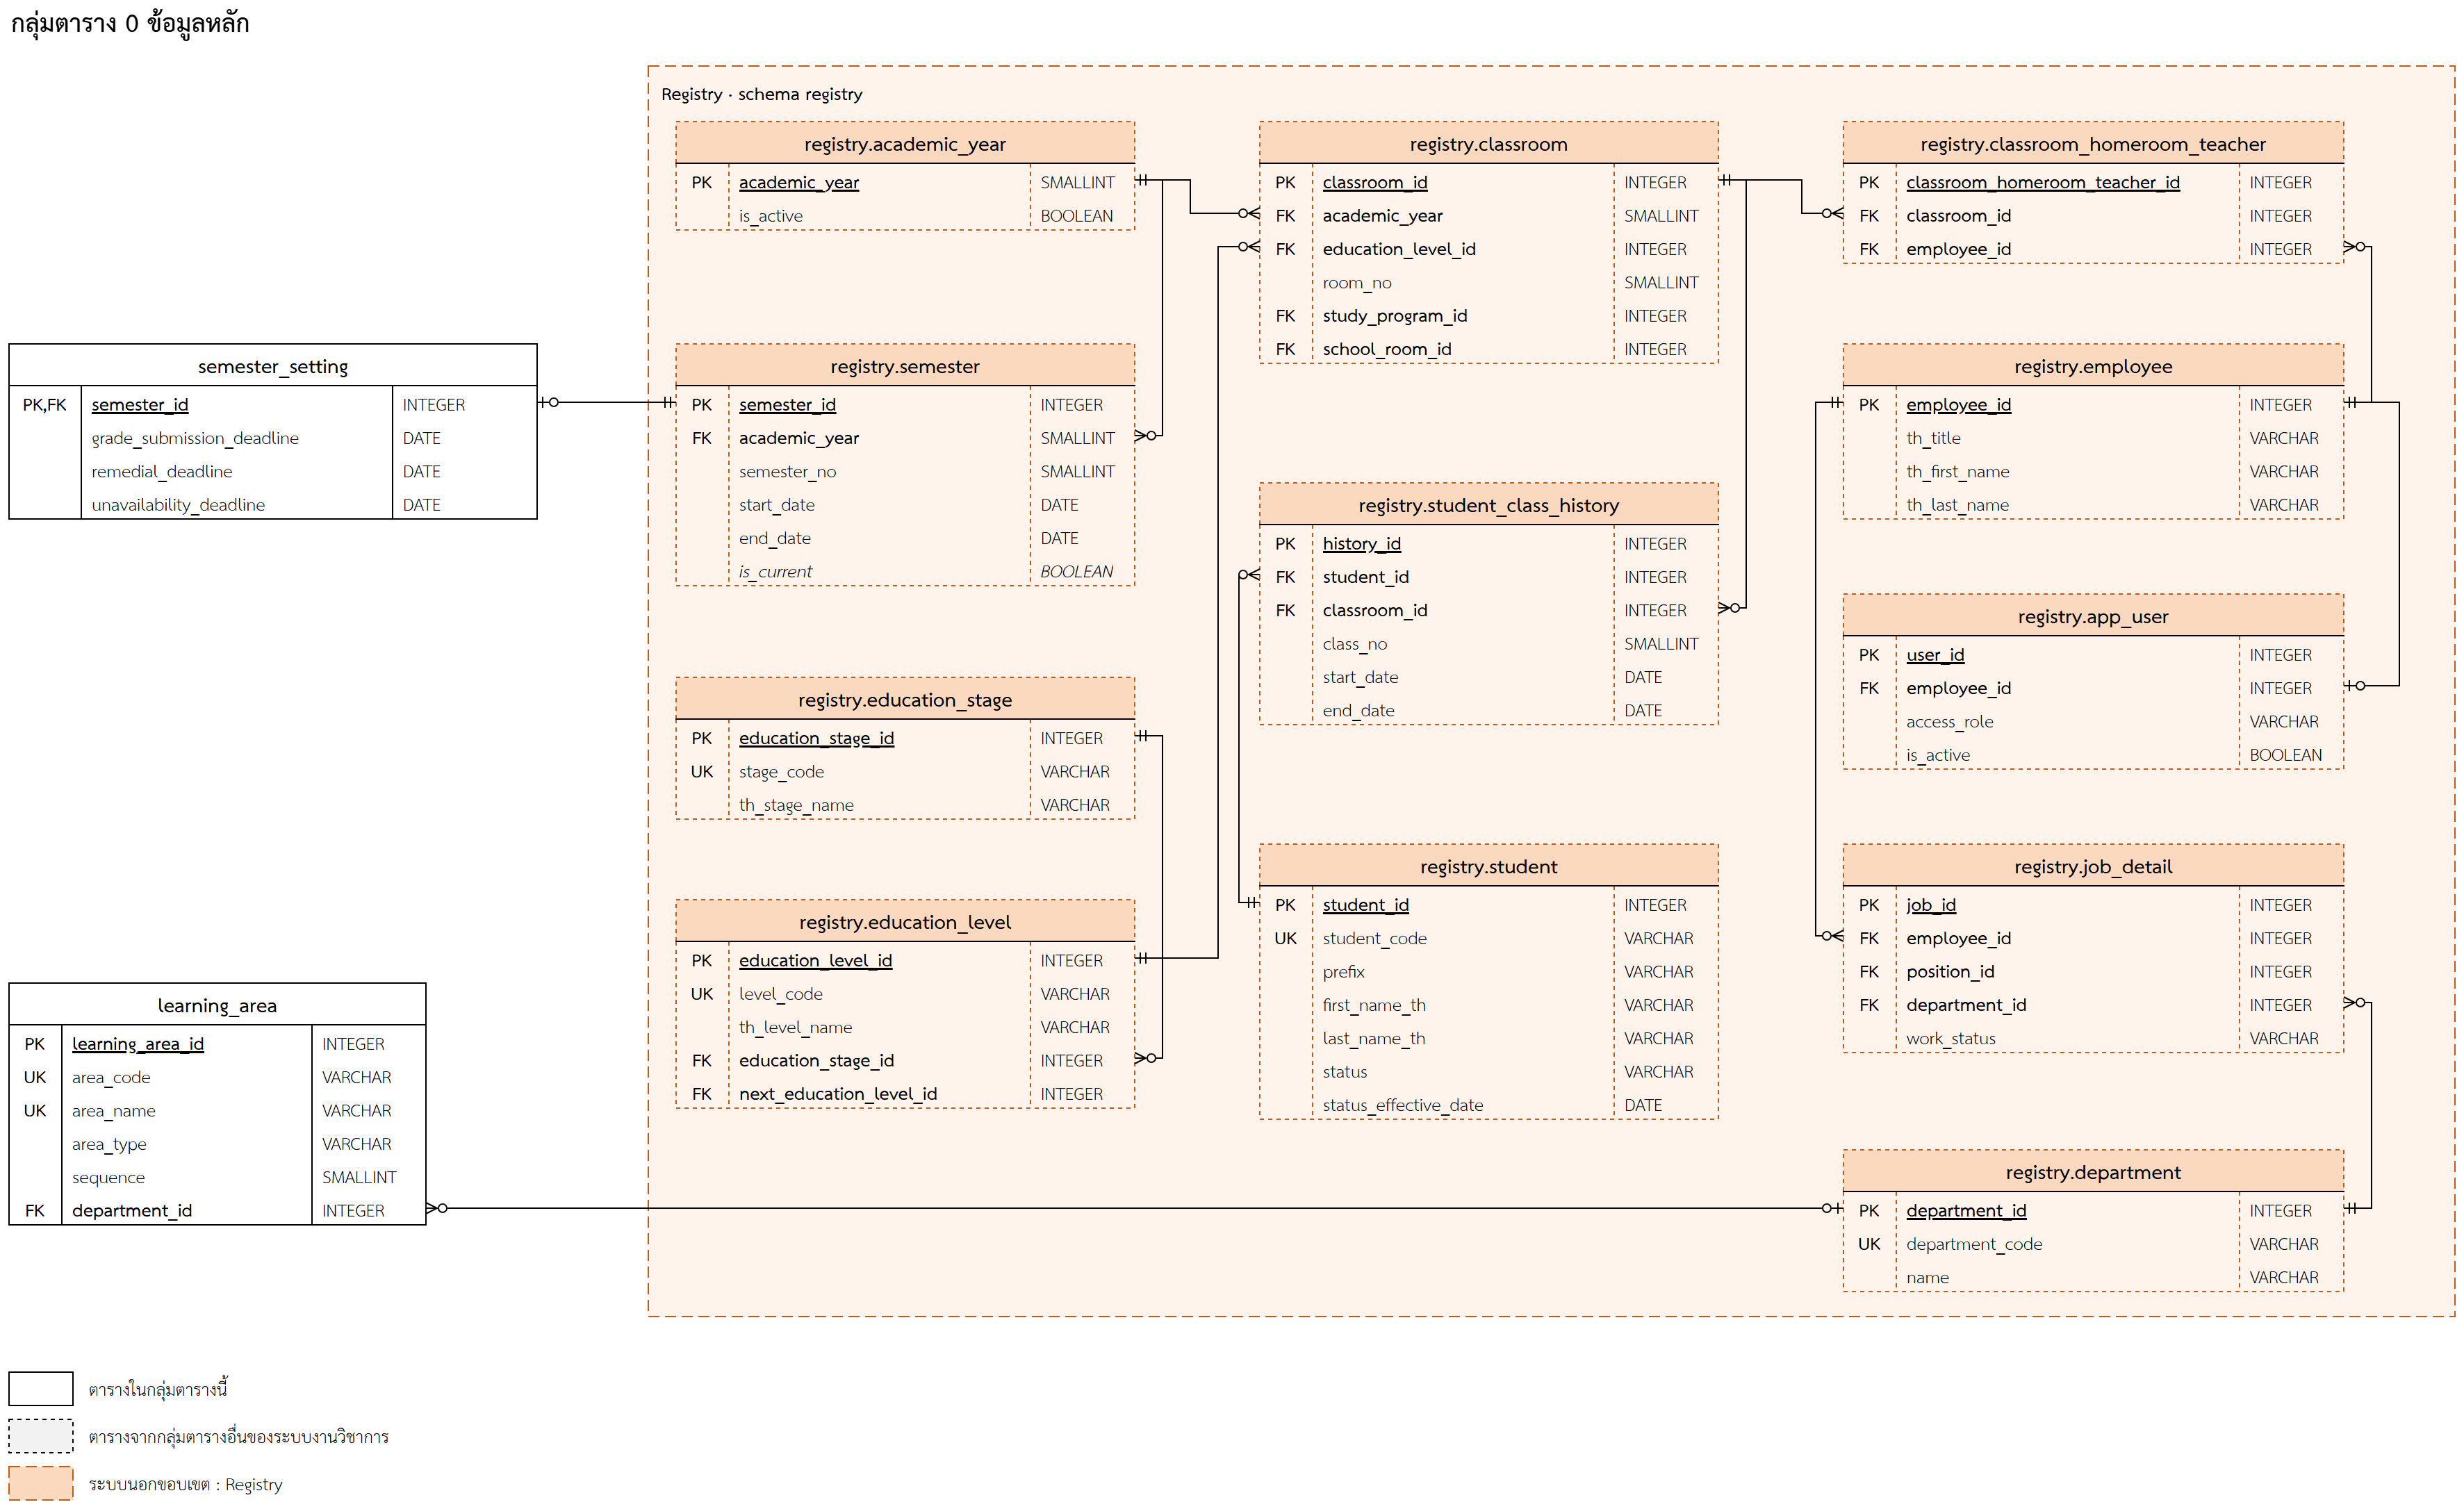 กลุ่มตาราง 0 ข้อมูลหลัก
Registry · schema registry
registry.academic_year
PK academic_year SMALLINT
is_active BOOLEAN
registry.classroom
PK classroom_id INTEGER
FK academic_year SMALLINT
FK education_level_id INTEGER
room_no SMALLINT
FK study_program_id INTEGER
FK school_room_id INTEGER
registry.classroom_homeroom_teacher
PK classroom_homeroom_teacher_id INTEGER
FK classroom_id INTEGER
FK employee_id INTEGER
semester_setting
PK,FK semester_id INTEGER
grade_submission_deadline DATE
remedial_deadline DATE
unavailability_deadline DATE
registry.semester
PK semester_id INTEGER
FK academic_year SMALLINT
semester_no SMALLINT
start_date DATE
end_date DATE
is_current BOOLEAN
registry.employee
PK employee_id INTEGER
th_title VARCHAR
th_first_name VARCHAR
th_last_name VARCHAR
registry.student_class_history
PK history_id INTEGER
FK student_id INTEGER
FK classroom_id INTEGER
class_no SMALLINT
start_date DATE
end_date DATE
registry.app_user
PK user_id INTEGER
FK employee_id INTEGER
access_role VARCHAR
is_active BOOLEAN
registry.education_stage
PK education_stage_id INTEGER
UK stage_code VARCHAR
th_stage_name VARCHAR
registry.education_level
PK education_level_id INTEGER
UK level_code VARCHAR
th_level_name VARCHAR
FK education_stage_id INTEGER
FK next_education_level_id INTEGER
registry.student
PK student_id INTEGER
UK student_code VARCHAR
prefix VARCHAR
first_name_th VARCHAR
last_name_th VARCHAR
status VARCHAR
status_effective_date DATE
registry.job_detail
PK job_id INTEGER
FK employee_id INTEGER
FK position_id INTEGER
FK department_id INTEGER
work_status VARCHAR
learning_area
PK learning_area_id INTEGER
UK area_code VARCHAR
UK area_name VARCHAR
area_type VARCHAR
sequence SMALLINT
FK department_id INTEGER
registry.department
PK department_id INTEGER
UK department_code VARCHAR
name VARCHAR
ตารางในกลุ่มตารางนี้
ตารางจากกลุ่มตารางอื่นของระบบงานวิชาการ
ระบบนอกขอบเขต : Registry